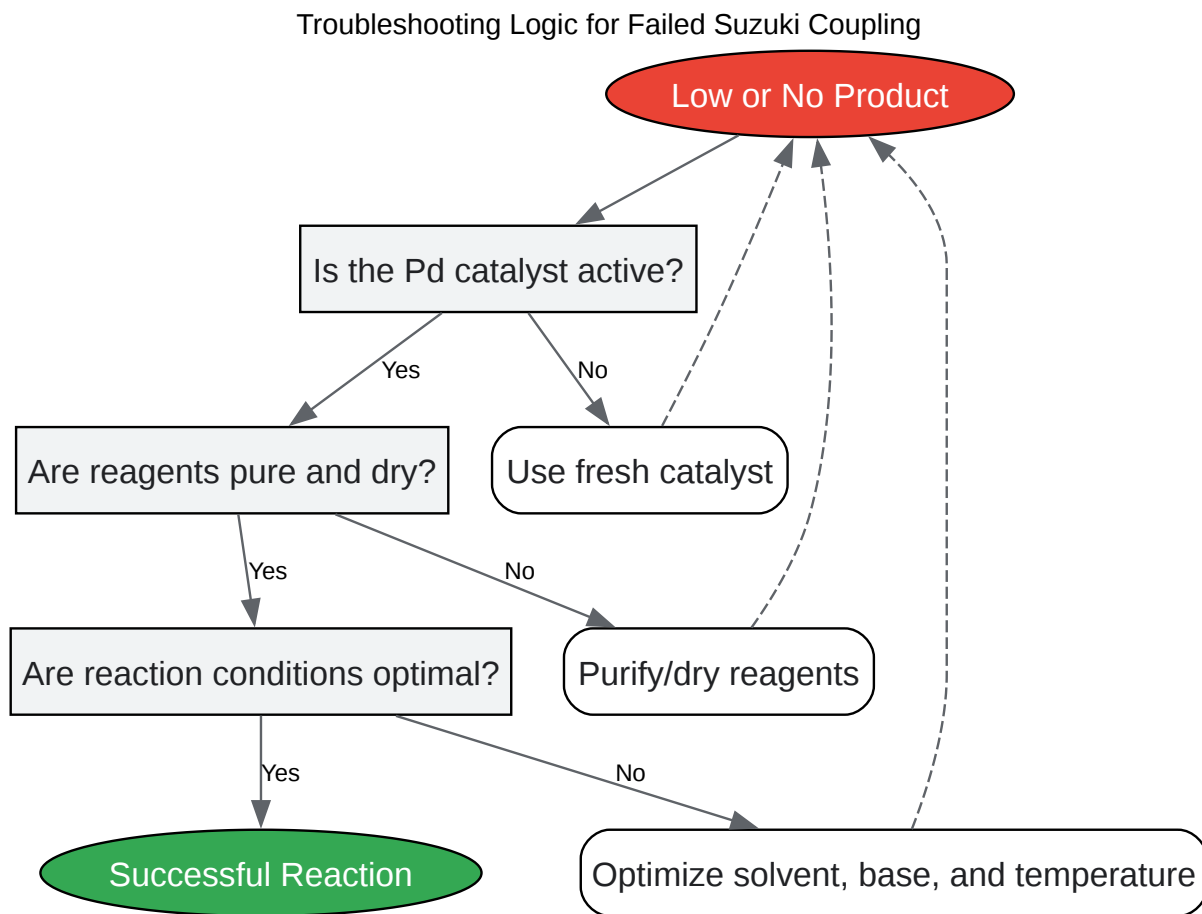 Troubleshooting Logic for Failed Suzuki Coupling
Low or No Product
Is the Pd catalyst active?
Yes
No
Are reagents pure and dry?
Use fresh catalyst
Yes
No
Are reaction conditions optimal?
Purify/dry reagents
Yes
No
Successful Reaction
Optimize solvent, base, and temperature